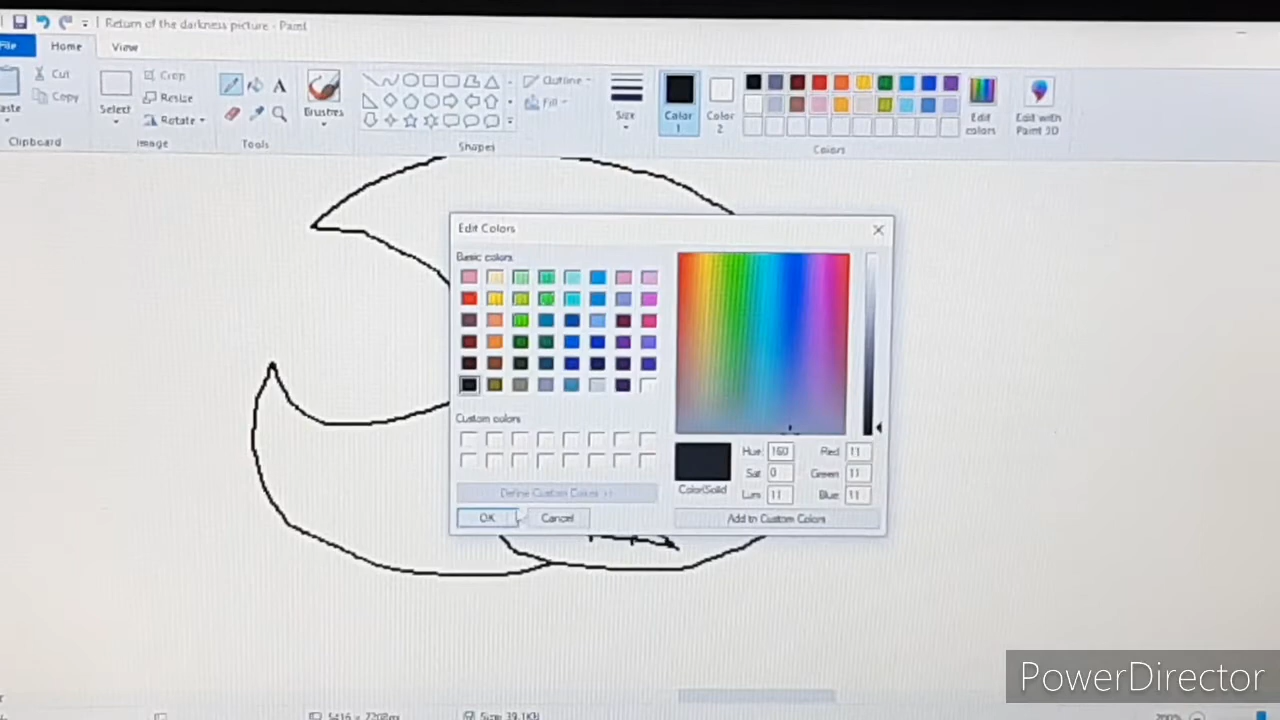 Return of the darkness picture - Paint
File
Home
View
Cut
Copy
Select
Crop
Resize
Rotate
Brushes
Outline
Fill
Size
Color 1
Color 2
Edit colors
Edit with Paint 3D
Clipboard
Image
Tools
Shapes
Colors
Edit Colors
Basic colors
Custom colors
Define Custom Colors >>
OK
Cancel
Color|Solid
Hue: 160
Sat: 0
Lum: 11
Red: 11
Green: 11
Blue: 11
Add to Custom Colors
PowerDirector
Size: 39.1KB